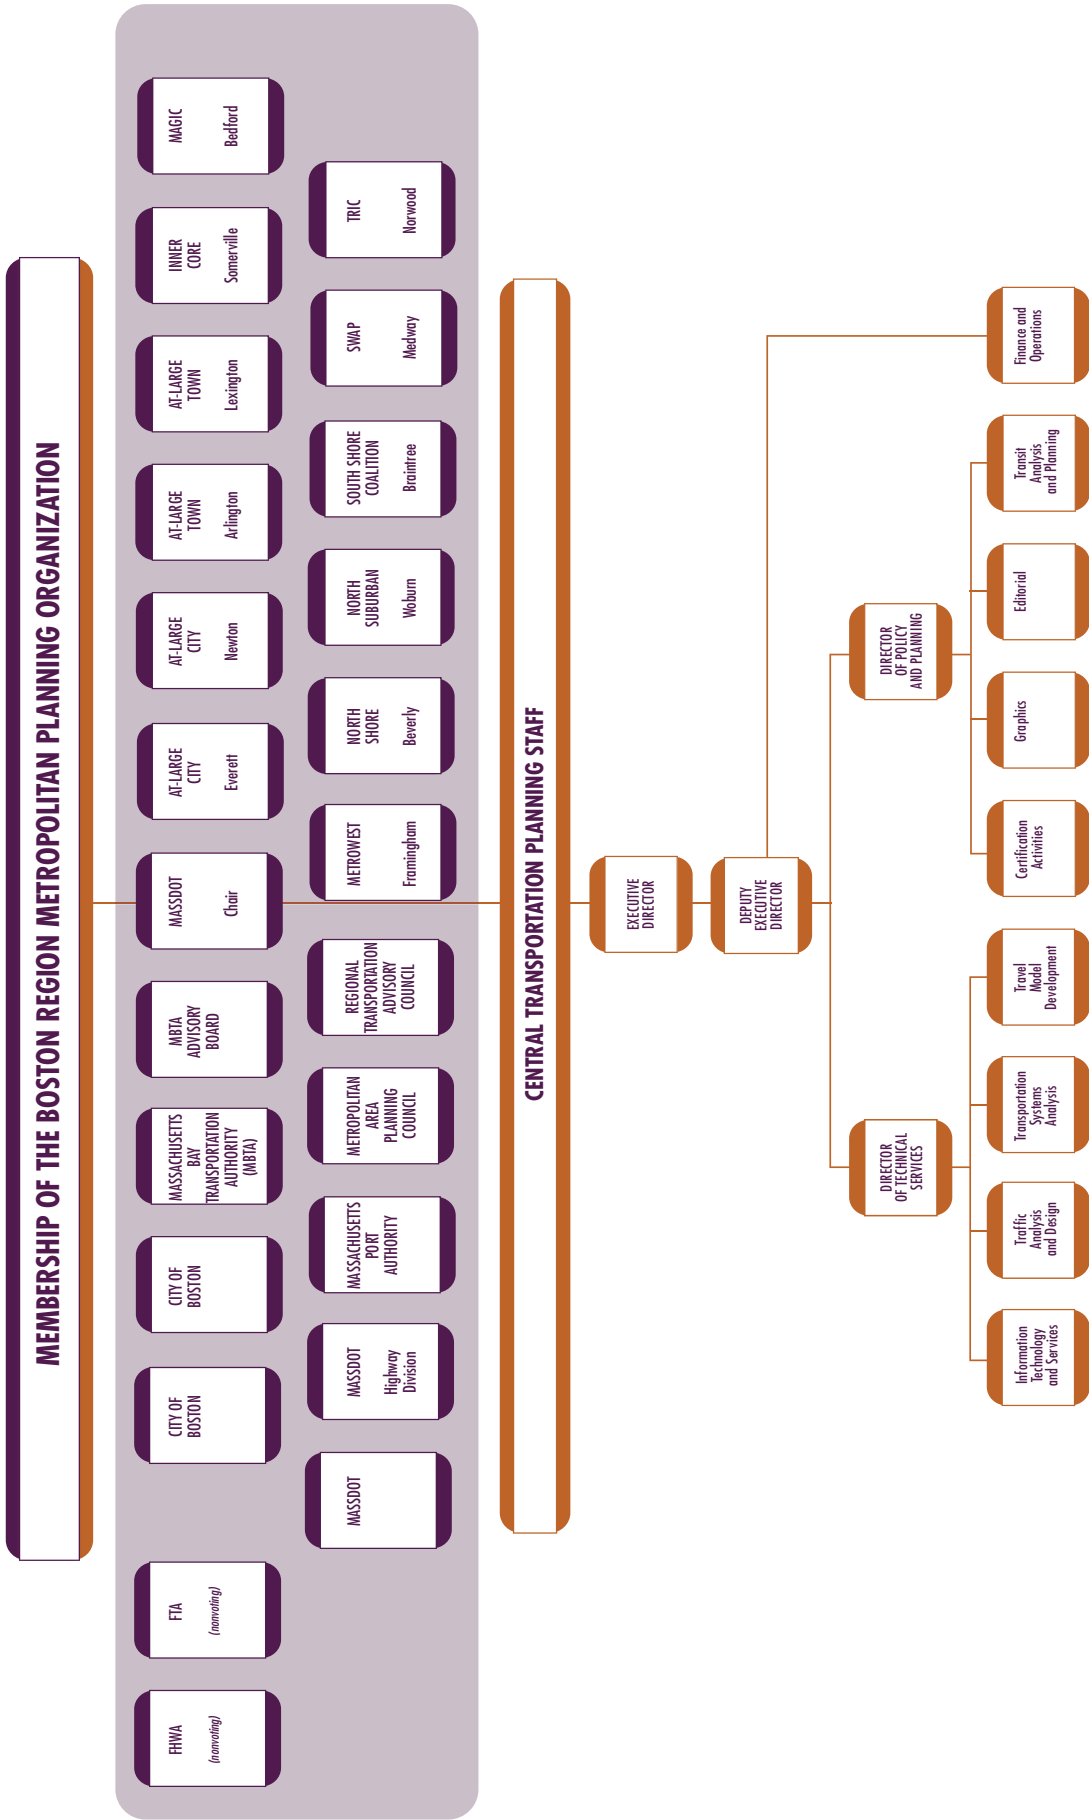 MEMBERSHIP OF THE BOSTON REGION METROPOLITAN PLANNING ORGANIZATION
FHWA
(nonvoting)
FTA
(nonvoting)
CITY OF
BOSTON
CITY OF
BOSTON
MASSACHUSETTS
BAY
TRANSPORTATION
AUTHORITY
(MBTA)
MBTA
ADVISORY
BOARD
MASSDOT
Chair
AT-LARGE
CITY
Everett
AT-LARGE
CITY
Newton
AT-LARGE
TOWN
Arlington
AT-LARGE
TOWN
Lexington
INNER
CORE
Somerville
MAGIC
Bedford
MASSDOT
MASSDOT
Highway
Division
MASSACHUSETTS
PORT
AUTHORITY
METROPOLITAN
AREA
PLANNING
COUNCIL
REGIONAL
TRANSPORTATION
ADVISORY
COUNCIL
METROWEST
Framingham
NORTH
SHORE
Beverly
NORTH
SUBURBAN
Woburn
SOUTH SHORE
COALITION
Braintree
SWAP
Medway
TRIC
Norwood
CENTRAL TRANSPORTATION PLANNING STAFF
EXECUTIVE
DIRECTOR
DEPUTY
EXECUTIVE
DIRECTOR
DIRECTOR
OF TECHNICAL
SERVICES
DIRECTOR
OF POLICY
AND PLANNING
Information
Technology
and Services
Traffic
Analysis
and Design
Transportation
Systems
Analysis
Travel
Model
Development
Certification
Activities
Graphics
Editorial
Transit
Analysis
and Planning
Finance and
Operations